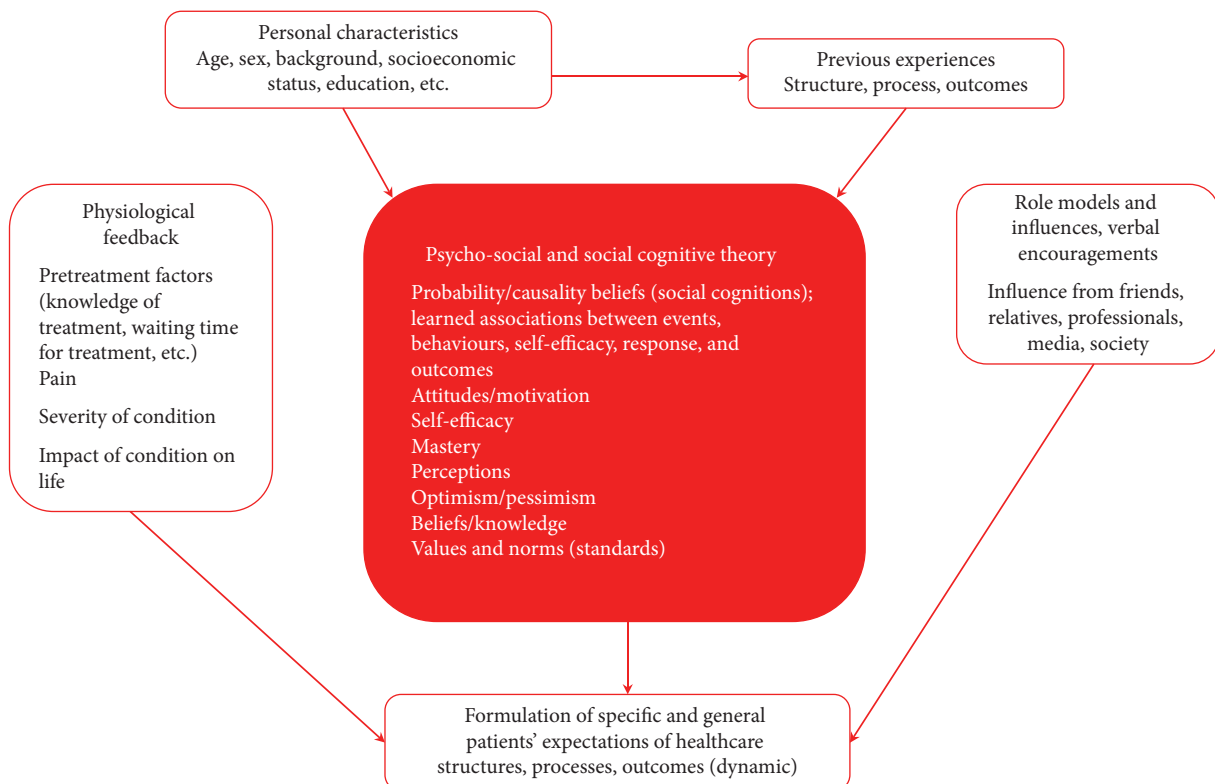 Personal characteristics
Age, sex, background, socioeconomic
status, education, etc.
Previous experiences
Structure, process, outcomes
Physiological
feedback
Pretreatment factors
(knowledge of
treatment, waiting time
for treatment, etc.)
Pain
Severity of condition
Impact of condition on
life
Psycho-social and social cognitive theory
Probability/causality beliefs (social cognitions);
learned associations between events,
behaviours, self-efficacy, response, and
outcomes
Attitudes/motivation
Self-efficacy
Mastery
Perceptions
Optimism/pessimism
Beliefs/knowledge
Values and norms (standards)
Role models and
influences, verbal
encouragements
Influence from friends,
relatives, professionals,
media, society
Formulation of specific and general
patients’ expectations of healthcare
structures, processes, outcomes (dynamic)